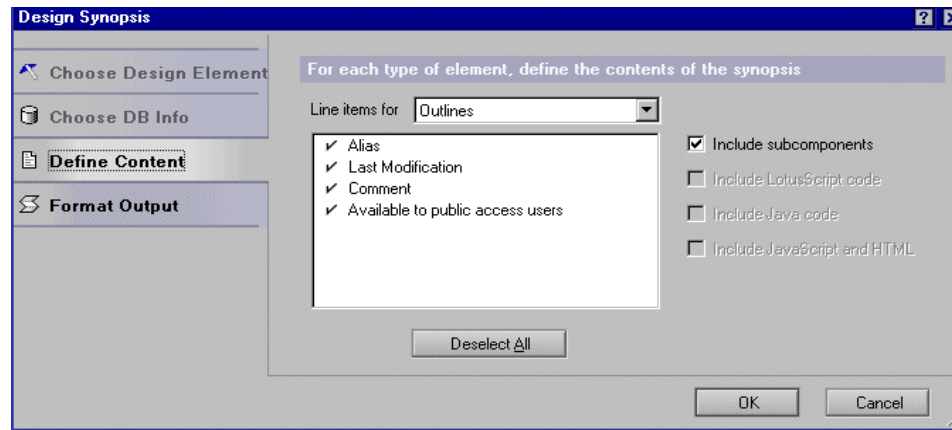 Design Synopsis
Choose Design Element
Choose DB Info
Define Content
Format Output
For each type of element, define the contents of the synopsis
Line items for Outlines
Alias
Last Modification
Comment
Available to public access users
Include subcomponents
Include LotusScript code
Include Java code
Include JavaScript and HTML
Deselect All
OK Cancel